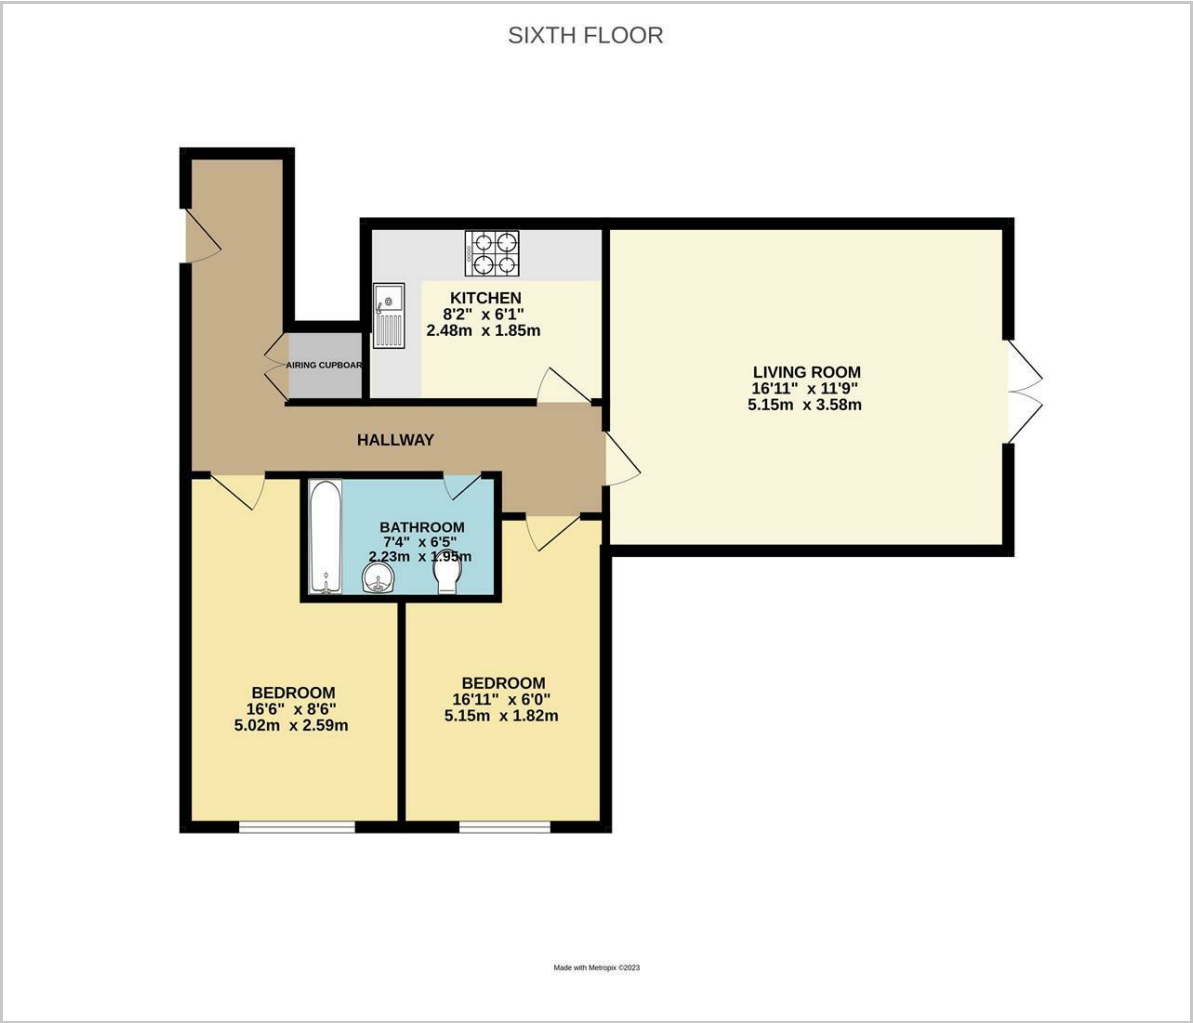 SIXTH FLOOR
KITCHEN
8'2" x 6'1"
2.48m x 1.85m
AIRING CUPBOAR
LIVING ROOM
16'11" x 11'9"
5.15m x 3.58m
HALLWAY
BATHROOM
7'4" x 6'5"
2.23m x 1.95m
BEDROOM
16'6" x 8'6"
5.02m x 2.59m
BEDROOM
16'11" x 6'0"
5.15m x 1.82m
Made with Metropix ©2023